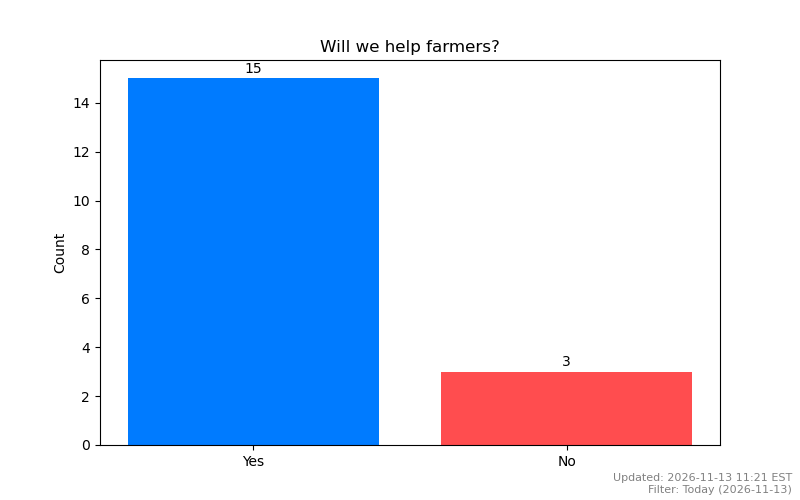 Will we help farmers?
15
14
12
10
8
6
4
2
0
Count
3
Yes
No
Updated: 2026-11-13 11:21 EST
Filter: Today (2026-11-13)